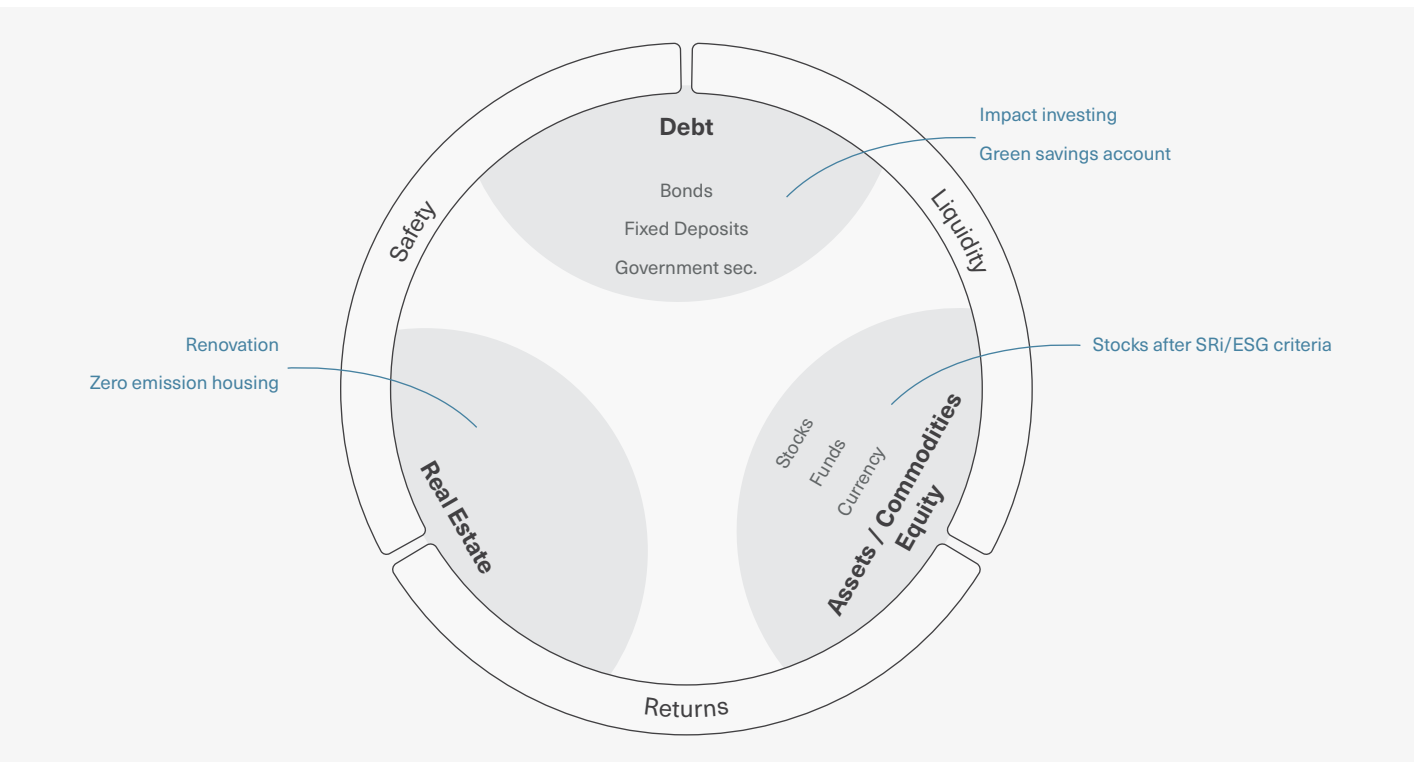 Debt
Bonds
Fixed Deposits
Government sec.
Impact investing
Green savings account
Safety
Liquidity
Renovation
Zero emission housing
Stocks after SRi/ESG criteria
Real Estate
Stocks
Funds
Currency
Assets / Commodities
Equity
Returns